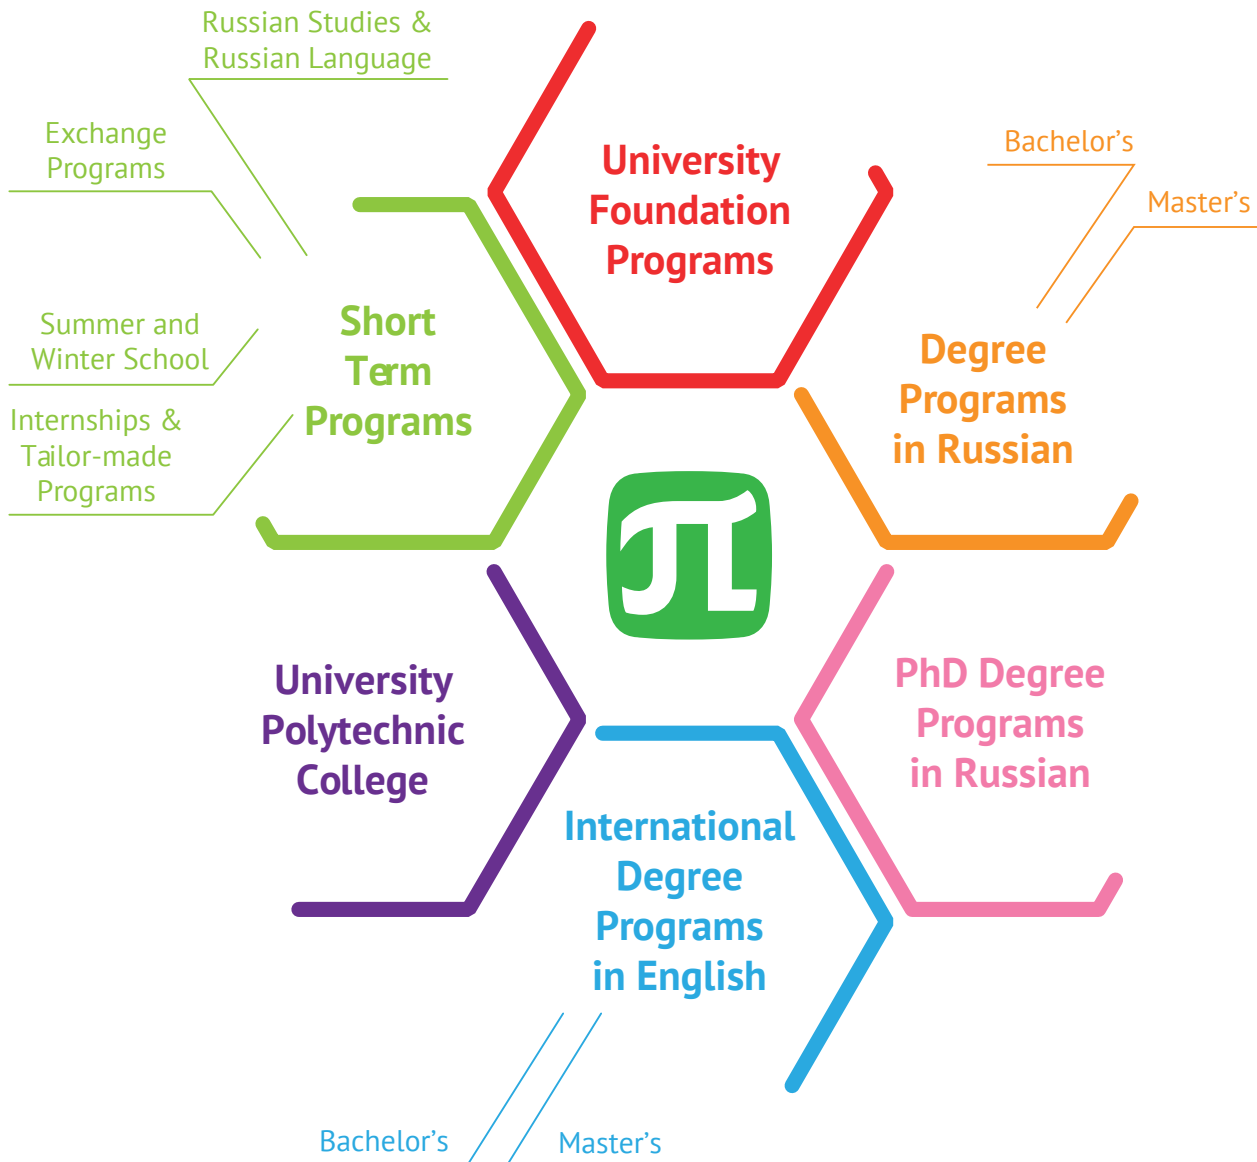 Russian Studies &
Russian Language
Exchange
Programs
Summer and
Winter School
Internships &
Tailor-made
Programs
Short
Term
Programs
University
Foundation
Programs
Bachelor's
Master's
Degree
Programs
in Russian
University
Polytechnic
College
PhD Degree
Programs
in Russian
International
Degree
Programs
in English
Bachelor's
Master's